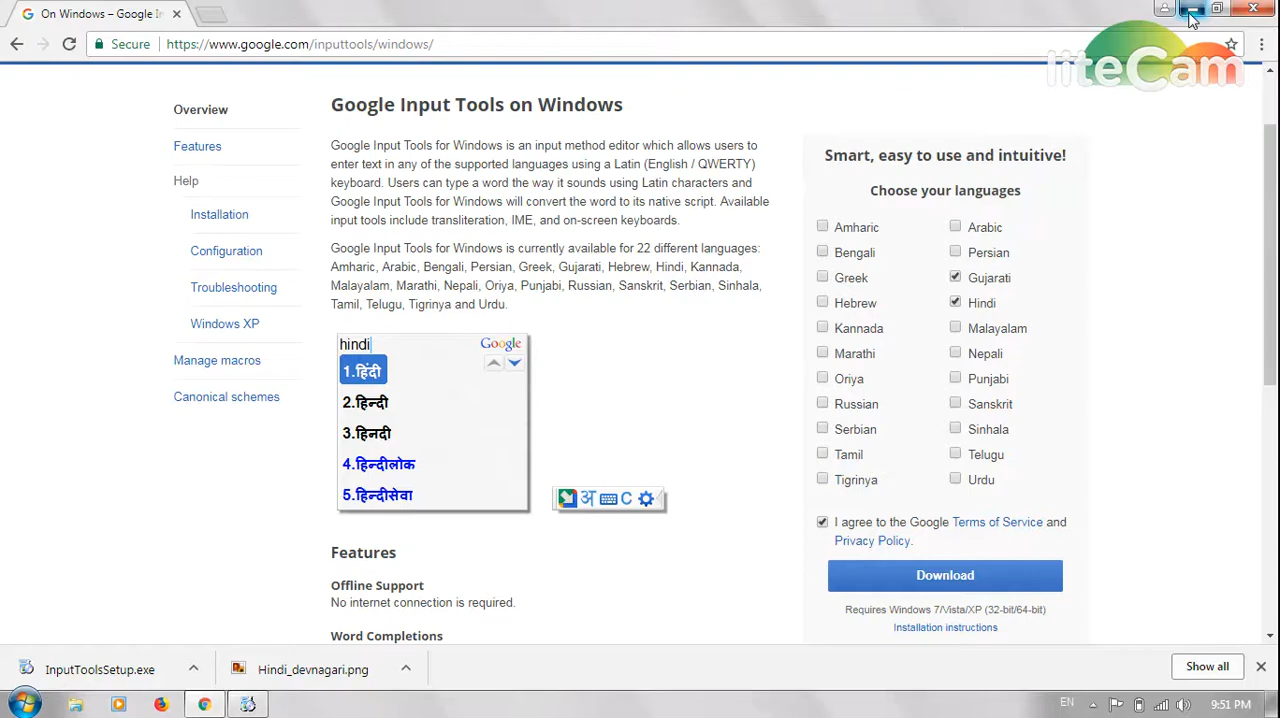 On Windows – Google In
Secure
https://www.google.com/inputtools/windows/
liteCam
Overview
Features
Help
Installation
Configuration
Troubleshooting
Windows XP
Manage macros
Canonical schemes
Google Input Tools on Windows
Google Input Tools for Windows is an input method editor which allows users to
enter text in any of the supported languages using a Latin (English / QWERTY)
keyboard. Users can type a word the way it sounds using Latin characters and
Google Input Tools for Windows will convert the word to its native script. Available
input tools include transliteration, IME, and on-screen keyboards.
Google Input Tools for Windows is currently available for 22 different languages:
Amharic, Arabic, Bengali, Persian, Greek, Gujarati, Hebrew, Hindi, Kannada,
Malayalam, Marathi, Nepali, Oriya, Punjabi, Russian, Sanskrit, Serbian, Sinhala,
Tamil, Telugu, Tigrinya and Urdu.
hindi
Google
1.हिंदी
2.हिन्दी
3.हिनदी
4.हिन्दीलोक
5.हिन्दीसेवा
अ
C
Features
Offline Support
No internet connection is required.
Word Completions
Smart, easy to use and intuitive!
Choose your languages
Amharic Arabic
Bengali Persian
Greek Gujarati
Hebrew Hindi
Kannada Malayalam
Marathi Nepali
Oriya Punjabi
Russian Sanskrit
Serbian Sinhala
Tamil Telugu
Tigrinya Urdu
I agree to the Google Terms of Service and
Privacy Policy.
Download
Requires Windows 7/Vista/XP (32-bit/64-bit)
Installation instructions
InputToolsSetup.exe
Hindi_devnagari.png
Show all
EN
9:51 PM